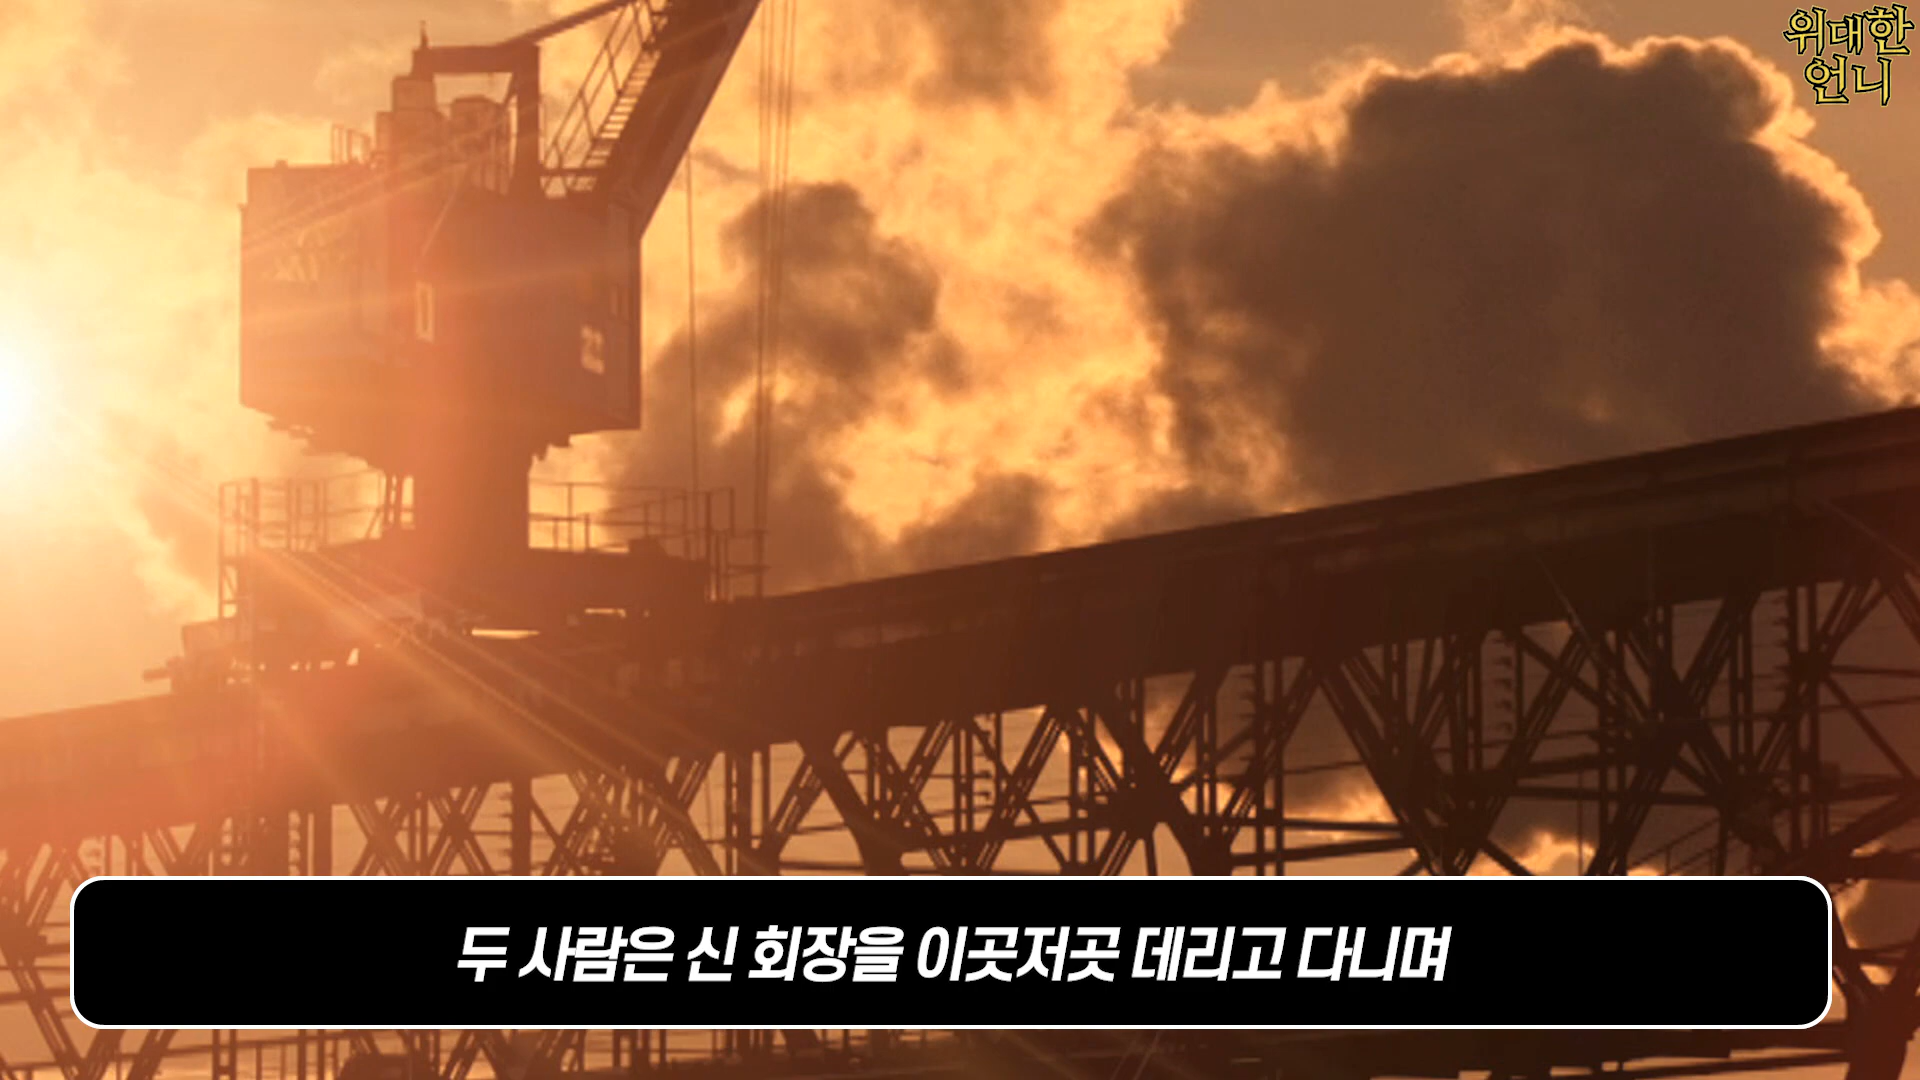 위대한
언니
두 사람은 신 회장을 이곳저곳 데리고 다니며